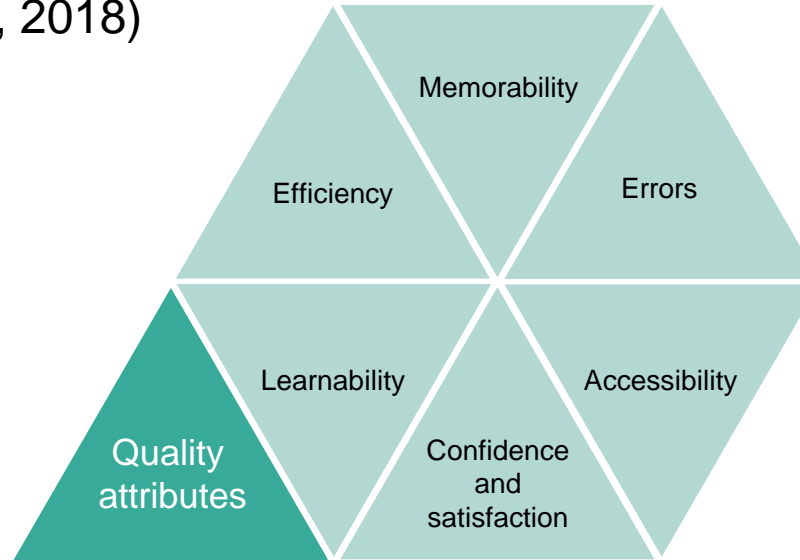 , 2018)
Memorability
Efficiency
Errors
Learnability
Accessibility
Quality
attributes
Confidence
and
satisfaction